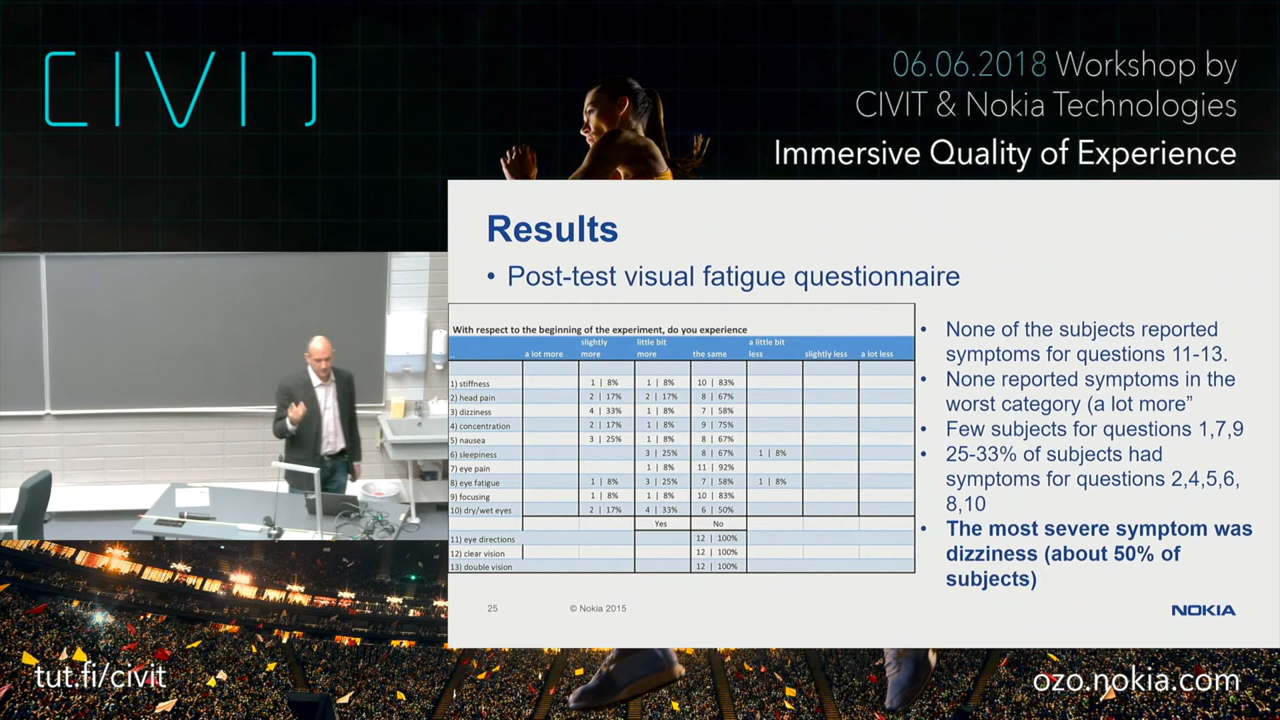 CIVIT
06.06.2018 Workshop by
CIVIT & Nokia Technologies
Immersive Quality of Experience
Results
• Post-test visual fatigue questionnaire
With respect to the beginning of the experiment, do you experience
.. a lot more slightly more little bit more the same a little bit less slightly less a lot less
1) stiffness 1 | 8% 1 | 8% 10 | 83%
2) head pain 2 | 17% 2 | 17% 8 | 67%
3) dizziness 4 | 33% 1 | 8% 7 | 58%
4) concentration 2 | 17% 1 | 8% 9 | 75%
5) nausea 3 | 25% 1 | 8% 8 | 67%
6) sleepiness 3 | 25% 8 | 67% 1 | 8%
7) eye pain 1 | 8% 11 | 92%
8) eye fatigue 1 | 8% 3 | 25% 7 | 58% 1 | 8%
9) focusing 1 | 8% 1 | 8% 10 | 83%
10) dry/wet eyes 2 | 17% 4 | 33% 6 | 50%
Yes No
11) eye directions 12 | 100%
12) clear vision 12 | 100%
13) double vision 12 | 100%
• None of the subjects reported
symptoms for questions 11-13.
• None reported symptoms in the
worst category (a lot more”
• Few subjects for questions 1,7,9
• 25-33% of subjects had
symptoms for questions 2,4,5,6,
8,10
• The most severe symptom was
dizziness (about 50% of
subjects)
25 © Nokia 2015
NOKIA
tut.fi/civit
ozo.nokia.com